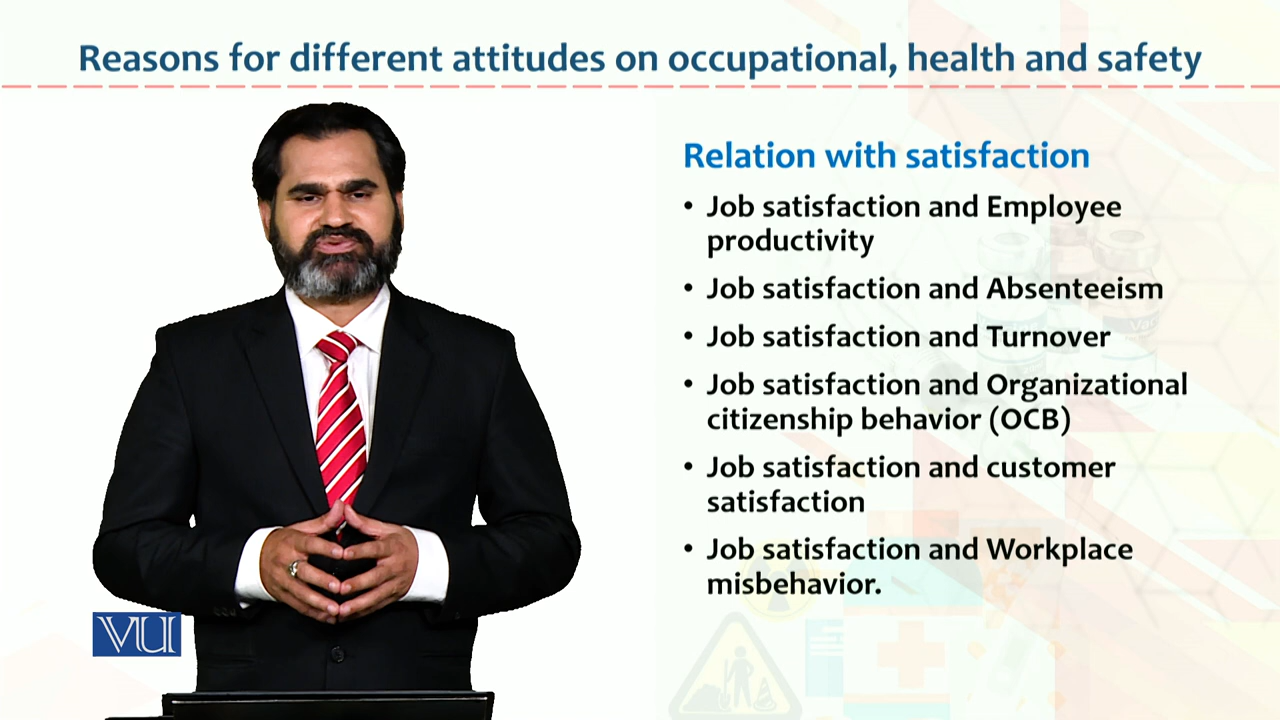 Reasons for different attitudes on occupational, health and safety
Relation with satisfaction
• Job satisfaction and Employee
productivity
• Job satisfaction and Absenteeism
• Job satisfaction and Turnover
• Job satisfaction and Organizational
citizenship behavior (OCB)
• Job satisfaction and customer
satisfaction
• Job satisfaction and Workplace
misbehavior.
VU